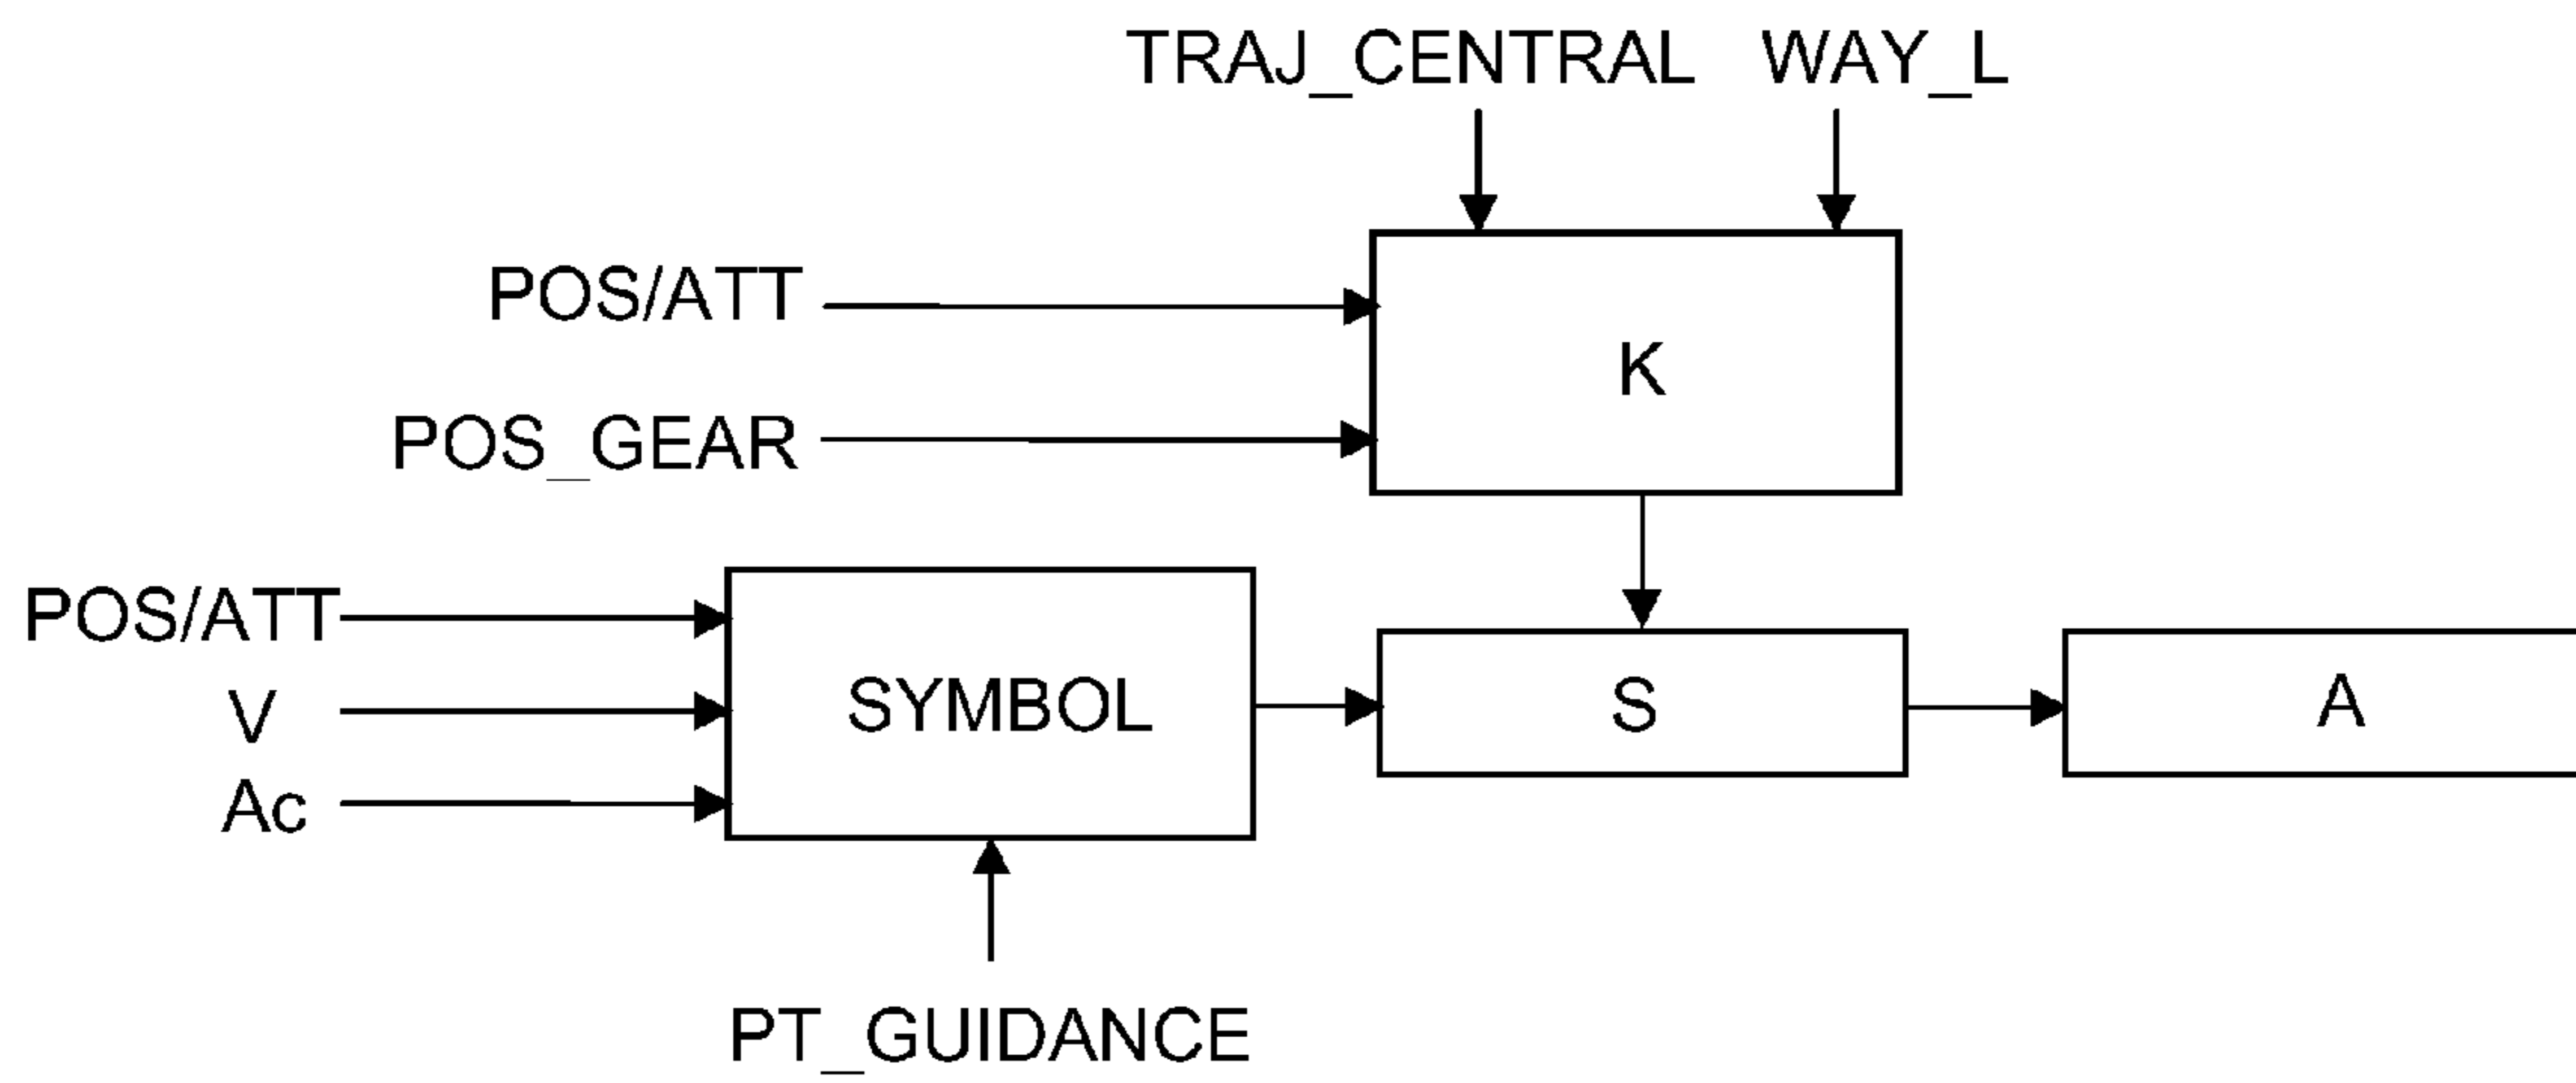 TRAJ_CENTRAL WAY_L
POS/ATT
K
POS_GEAR
POS/ATT
V
Ac
SYMBOL
S
A
PT_GUIDANCE